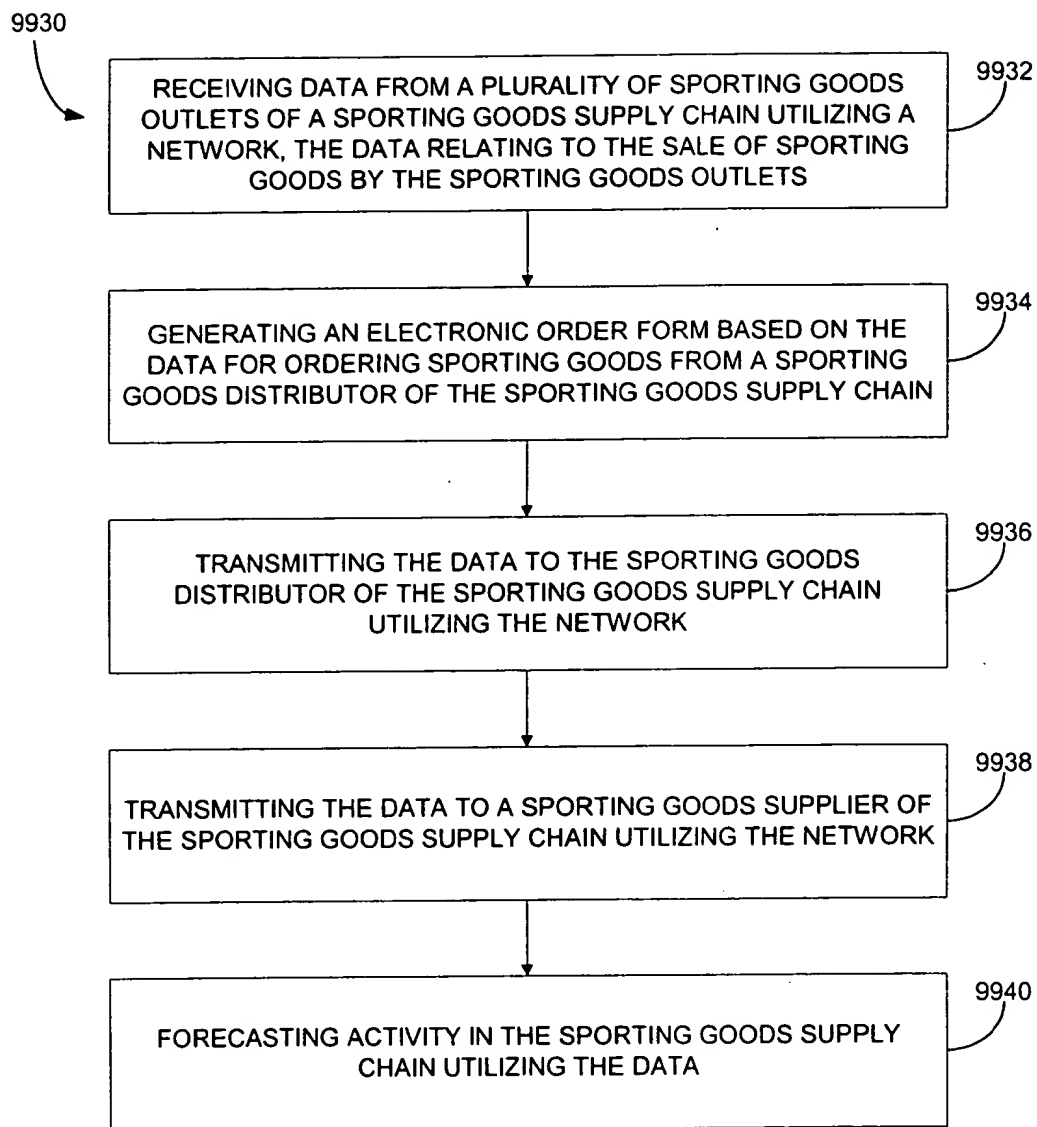 9930
9932
RECEIVING DATA FROM A PLURALITY OF SPORTING GOODS
OUTLETS OF A SPORTING GOODS SUPPLY CHAIN UTILIZING A
NETWORK, THE DATA RELATING TO THE SALE OF SPORTING
GOODS BY THE SPORTING GOODS OUTLETS
9934
GENERATING AN ELECTRONIC ORDER FORM BASED ON THE
DATA FOR ORDERING SPORTING GOODS FROM A SPORTING
GOODS DISTRIBUTOR OF THE SPORTING GOODS SUPPLY CHAIN
9936
TRANSMITTING THE DATA TO THE SPORTING GOODS
DISTRIBUTOR OF THE SPORTING GOODS SUPPLY CHAIN
UTILIZING THE NETWORK
9938
TRANSMITTING THE DATA TO A SPORTING GOODS SUPPLIER OF
THE SPORTING GOODS SUPPLY CHAIN UTILIZING THE NETWORK
9940
FORECASTING ACTIVITY IN THE SPORTING GOODS SUPPLY
CHAIN UTILIZING THE DATA